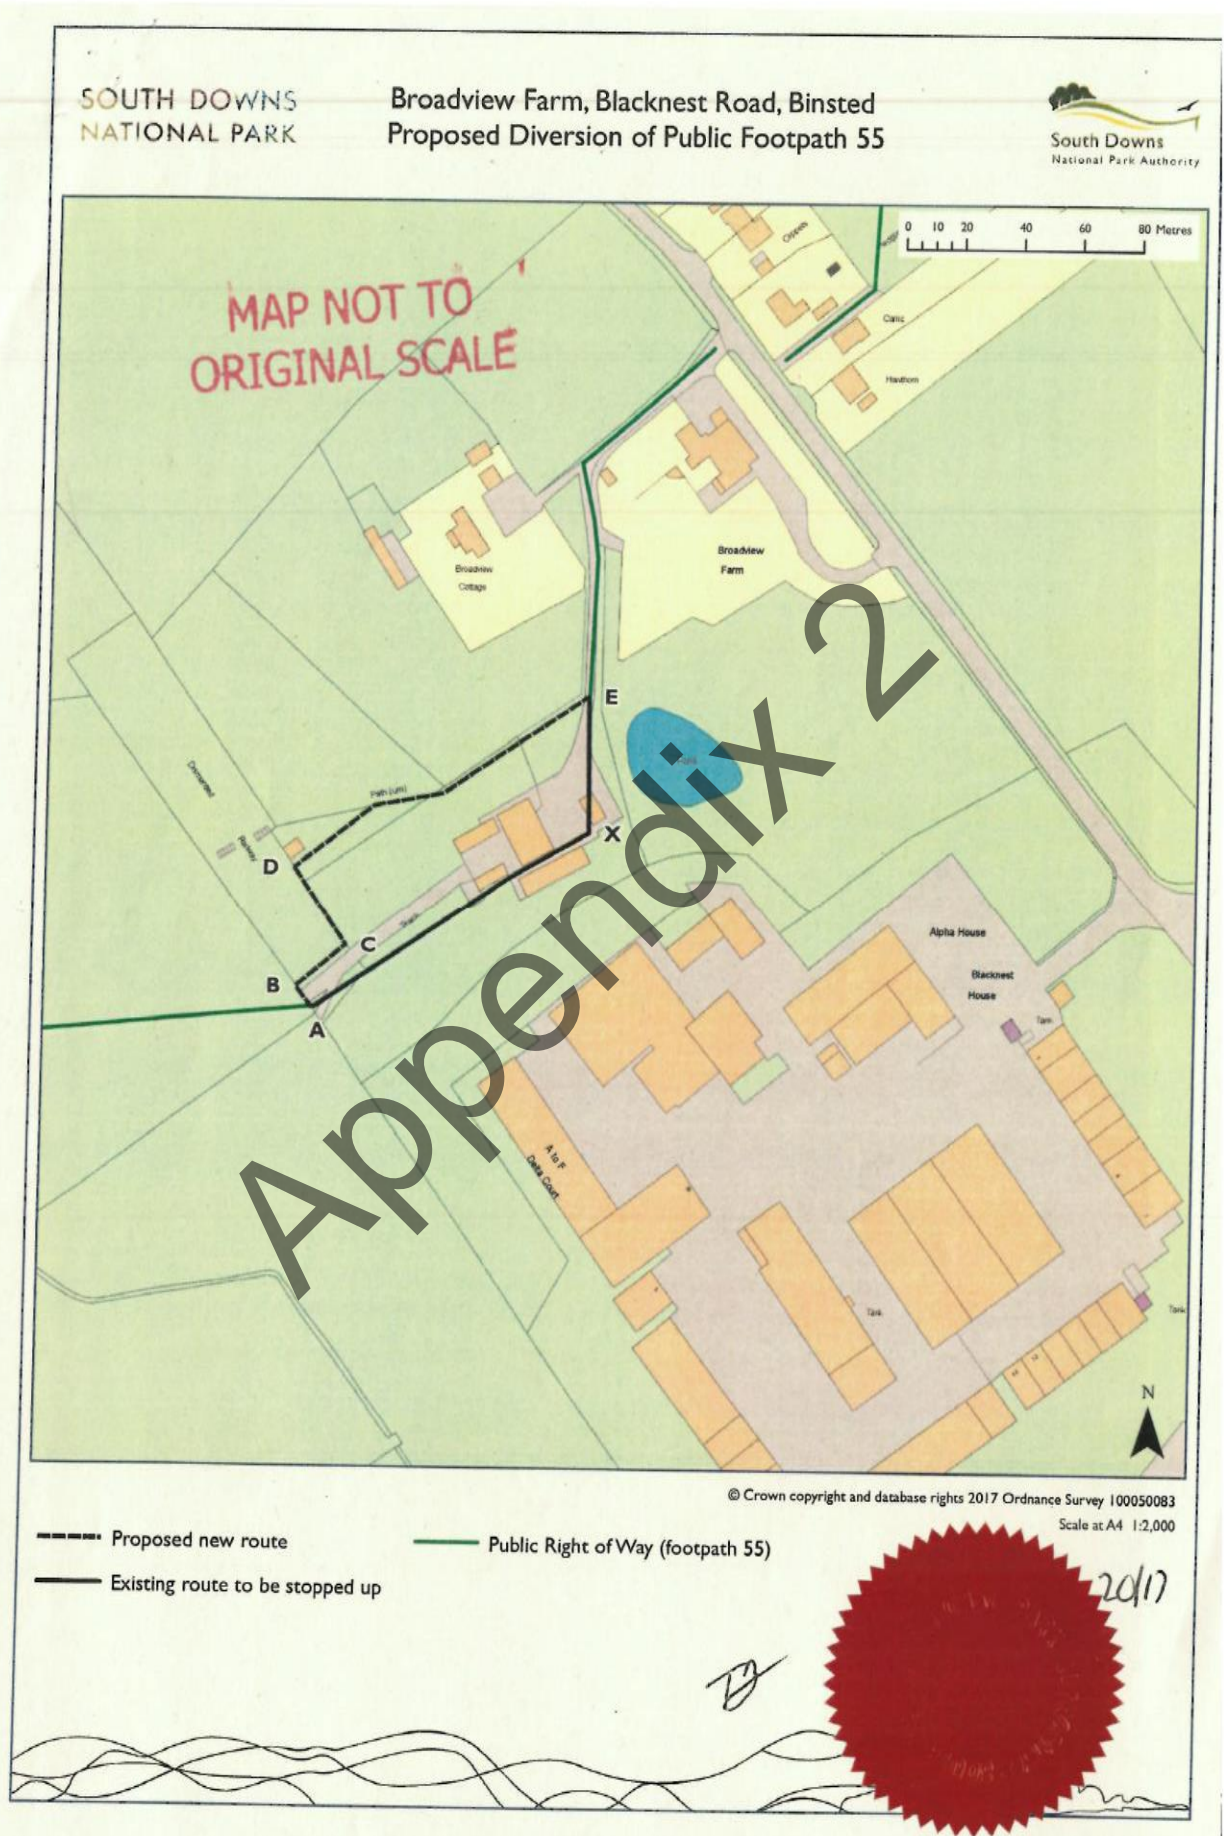 SOUTH DOWNS
NATIONAL PARK
Broadview Farm, Blacknest Road, Binsted
Proposed Diversion of Public Footpath 55
South Downs
National Park Authority
0 10 20 40 60 80 Metres
MAP NOT TO
ORIGINAL SCALE
Hawthorn
Broadview
Cottage
Broadview
Farm
E
Dismantled
Railway
Path (um)
X
D
Track
C
B
A
Alpha House
Blacknest
House
A to F
Delta Court
Tank
Tank
Appendix 2
N
© Crown copyright and database rights 2017 Ordnance Survey 100050083
Scale at A4 1:2,000
Proposed new route
Public Right of Way (footpath 55)
Existing route to be stopped up
20/17